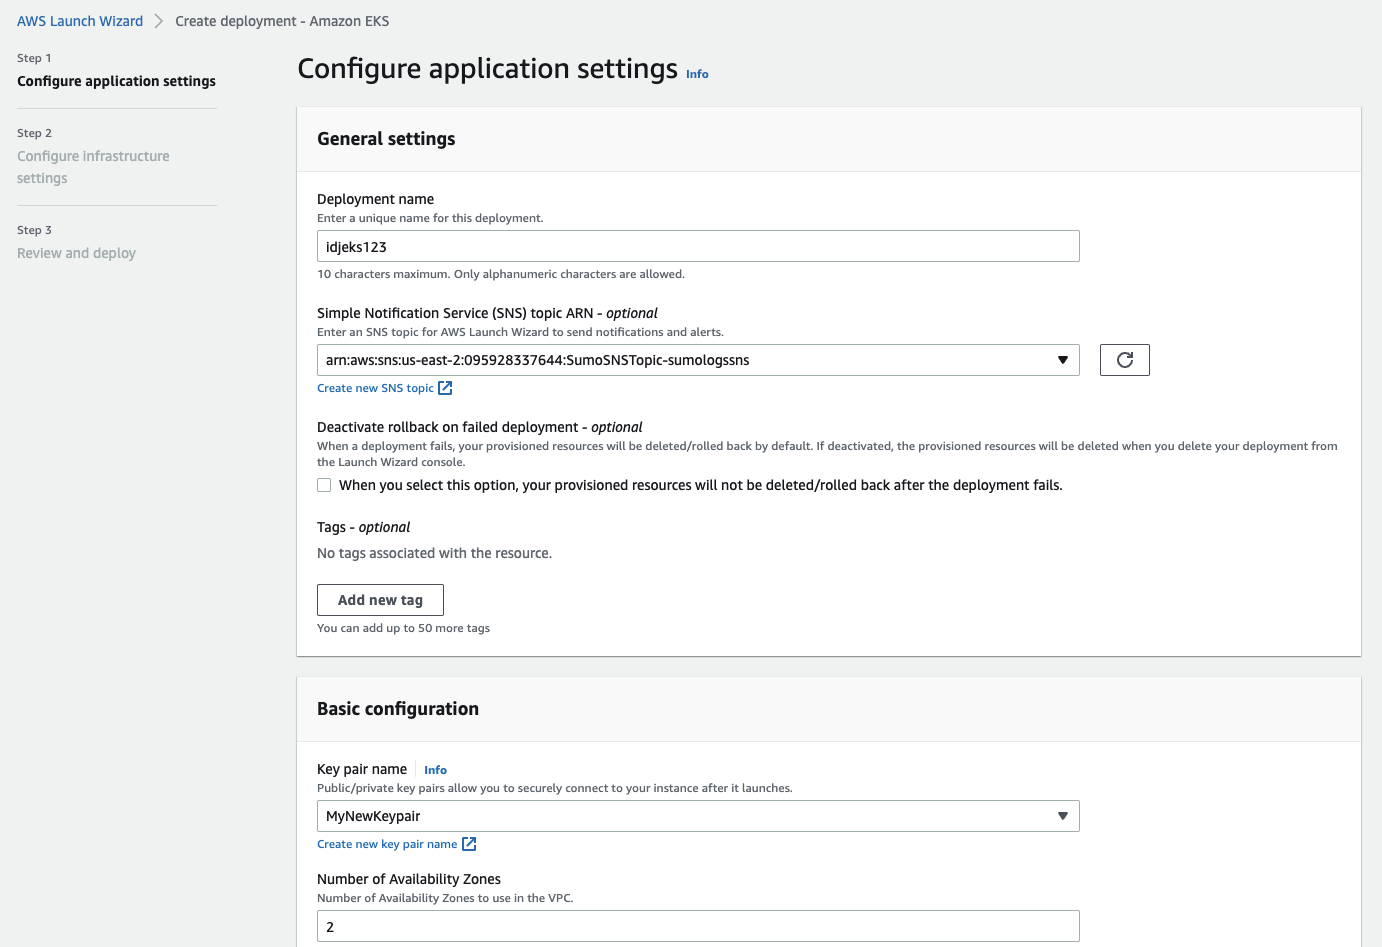 AWS Launch Wizard > Create deployment - Amazon EKS
Step 1
Configure application settings
Step 2
Configure infrastructure
settings
Step 3
Review and deploy
Configure application settings Info
General settings
Deployment name
Enter a unique name for this deployment.
idjeks123
10 characters maximum. Only alphanumeric characters are allowed.
Simple Notification Service (SNS) topic ARN - optional
Enter an SNS topic for AWS Launch Wizard to send notifications and alerts.
arn:aws:sns:us-east-2:095928337644:SumoSNSTopic-sumologssns
Create new SNS topic
Deactivate rollback on failed deployment - optional
When a deployment fails, your provisioned resources will be deleted/rolled back by default. If deactivated, the provisioned resources will be deleted when you delete your deployment from
the Launch Wizard console.
When you select this option, your provisioned resources will not be deleted/rolled back after the deployment fails.
Tags - optional
No tags associated with the resource.
Add new tag
You can add up to 50 more tags
Basic configuration
Key pair name Info
Public/private key pairs allow you to securely connect to your instance after it launches.
MyNewKeypair
Create new key pair name
Number of Availability Zones
Number of Availability Zones to use in the VPC.
2